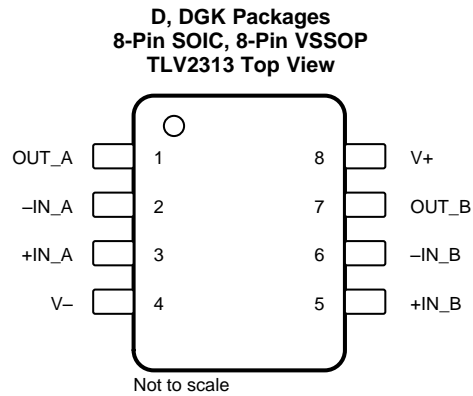 D, DGK Packages
8-Pin SOIC, 8-Pin VSSOP
TLV2313 Top View
OUT_A 1 8 V+
–IN_A 2 7 OUT_B
+IN_A 3 6 –IN_B
V– 4 5 +IN_B
Not to scale